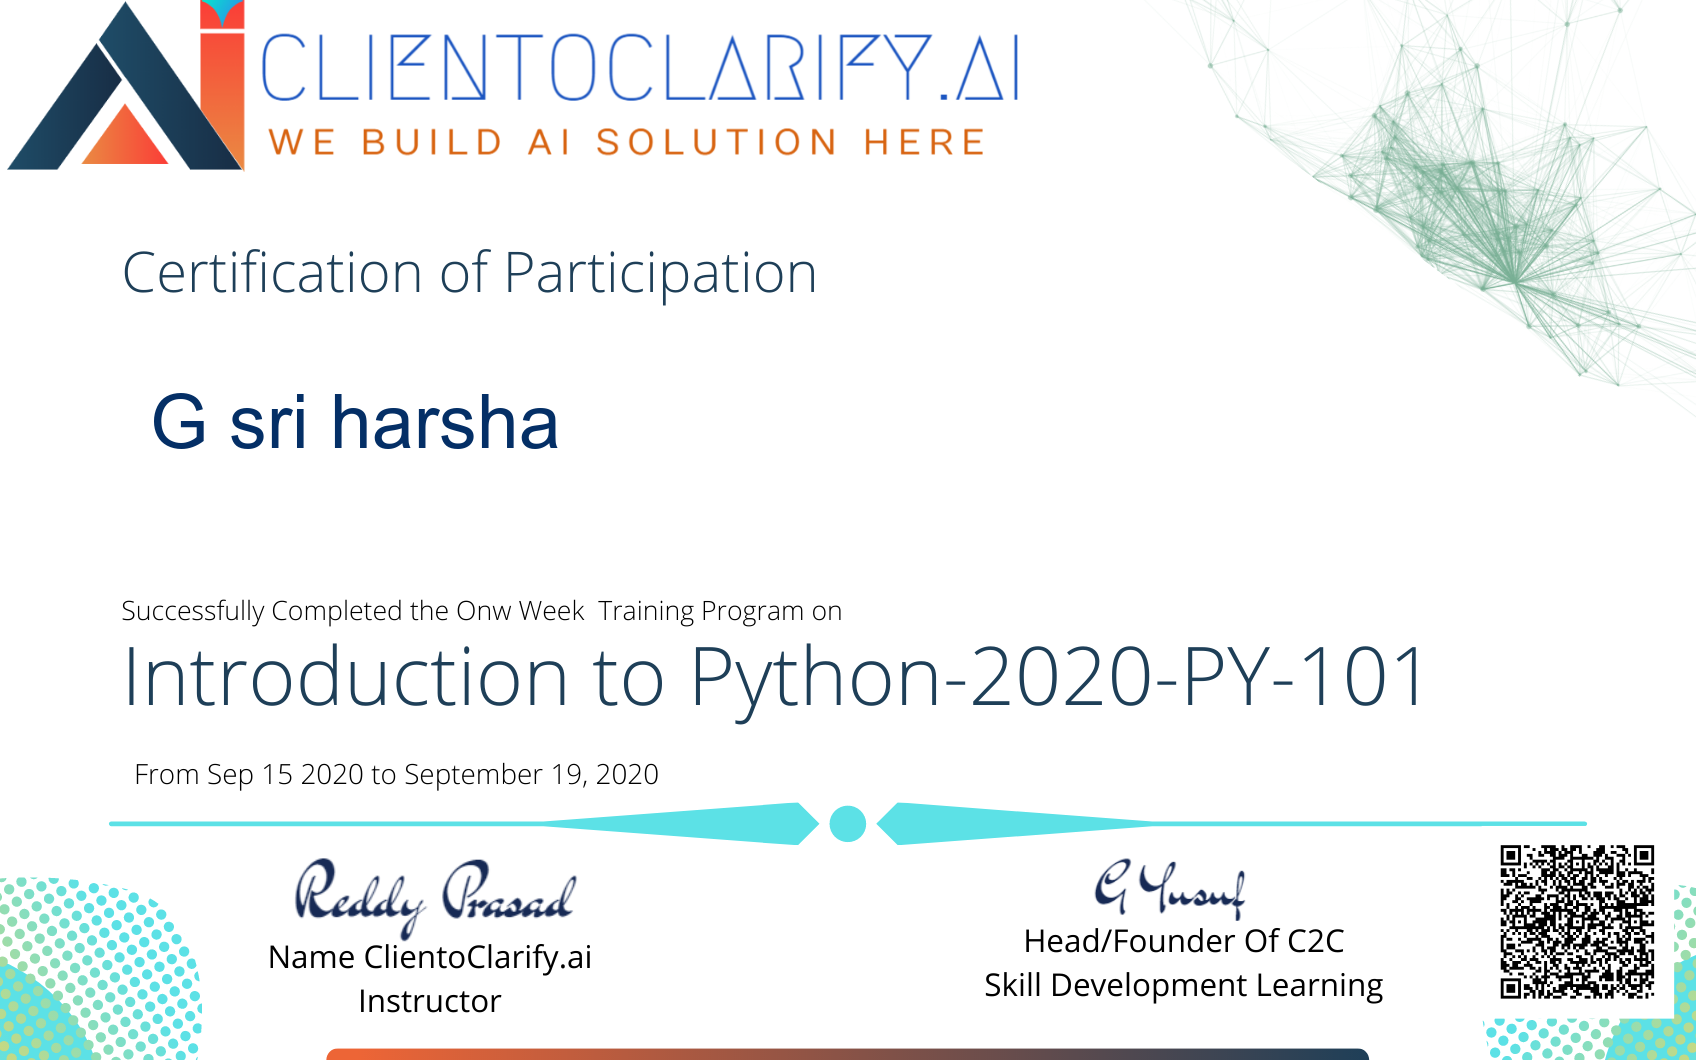 CLIENTOCLARIFY.AI
WE BUILD AI SOLUTION HERE
Certification of Participation
G sri harsha
Successfully Completed the Onw Week  Training Program on
Introduction to Python-2020-PY-101
From Sep 15 2020 to September 19, 2020
Reddy Prasad
Name ClientoClarify.ai
Instructor
G Yusuf
Head/Founder Of C2C
Skill Development Learning